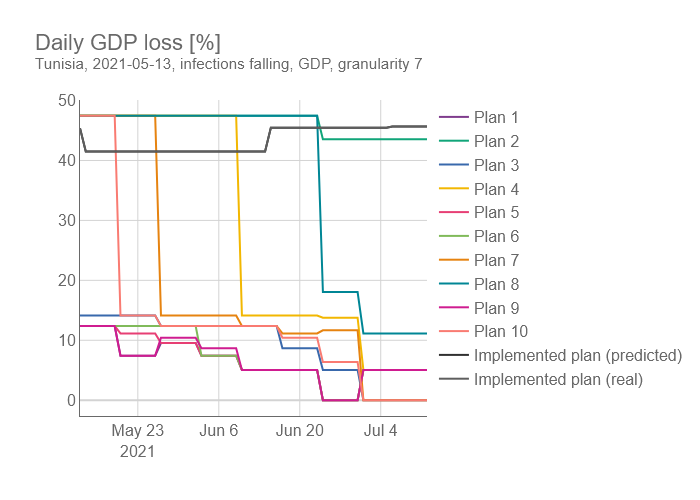 Daily GDP loss [%]
Tunisia, 2021-05-13, infections falling, GDP, granularity 7
50
40
30
20
10
0
May 23
2021
Jun 6
Jun 20
Jul 4
Plan 1
Plan 2
Plan 3
Plan 4
Plan 5
Plan 6
Plan 7
Plan 8
Plan 9
Plan 10
Implemented plan (predicted)
Implemented plan (real)